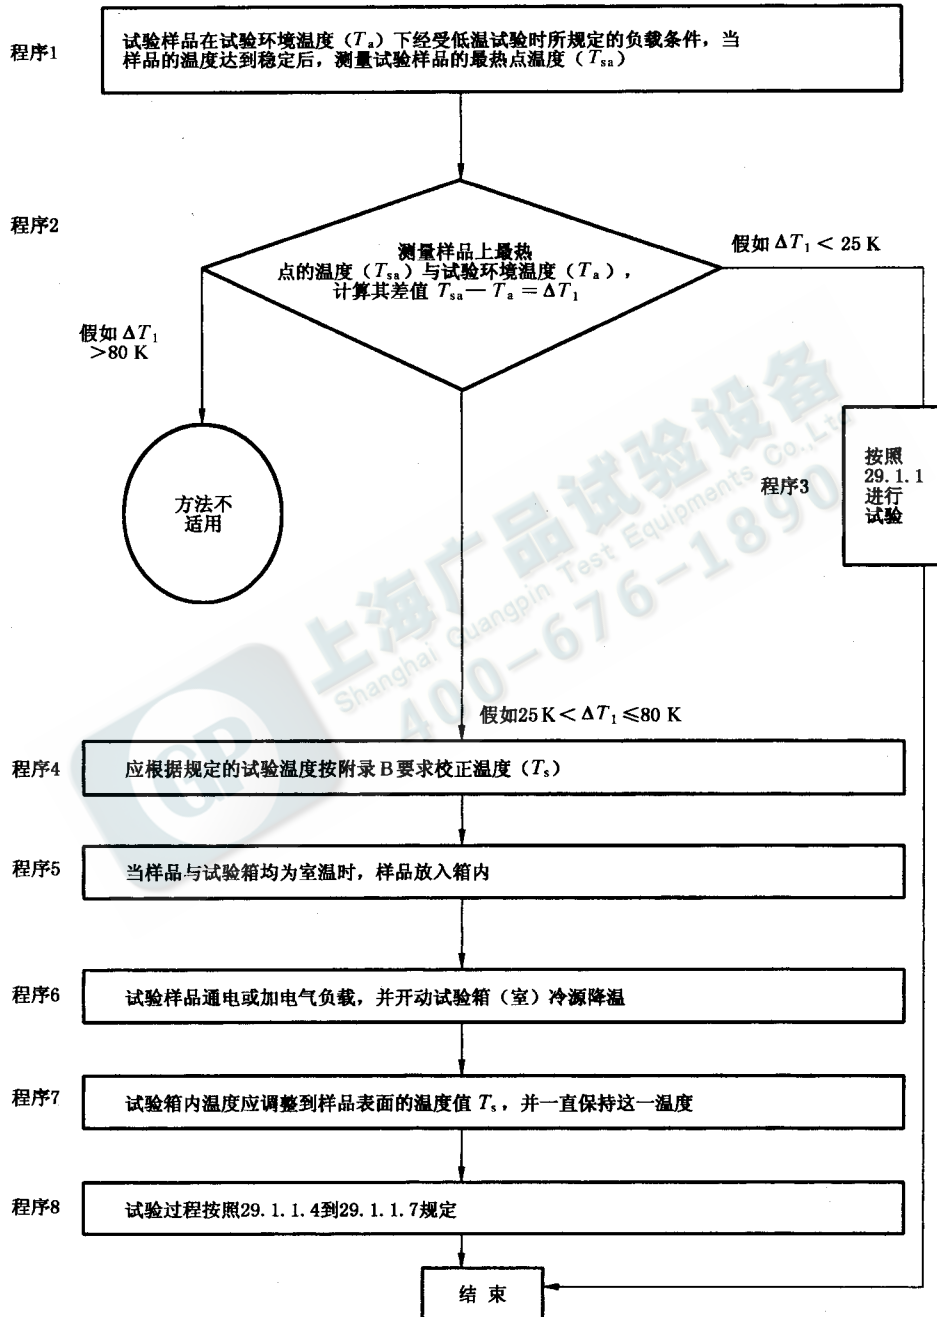 程序1
试验样品在试验环境温度（Ta）下经受低温试验时所规定的负载条件，当
样品的温度达到稳定后，测量试验样品的最热点温度（Tsa）
程序2
测量样品上最热
点的温度（Tsa）与试验环境温度（Ta），
计算其差值 Tsa－Ta＝ΔT1
假如 ΔT1＜25 K
假如 ΔT1
＞80 K
方法不
适用
程序3
按照
29.1.1
进行
试验
上海广品试验设备
Shanghai Guangpin Test Equipments Co.,Lt
400-676-1890
GP
假如25 K＜ΔT1≤80 K
程序4
应根据规定的试验温度按附录 B 要求校正温度（Ts）
程序5
当样品与试验箱均为室温时，样品放入箱内
程序6
试验样品通电或加电气负载，并开动试验箱（室）冷源降温
程序7
试验箱内温度应调整到样品表面的温度值 Ts，并一直保持这一温度
程序8
试验过程按照29.1.1.4到29.1.1.7规定
结 束